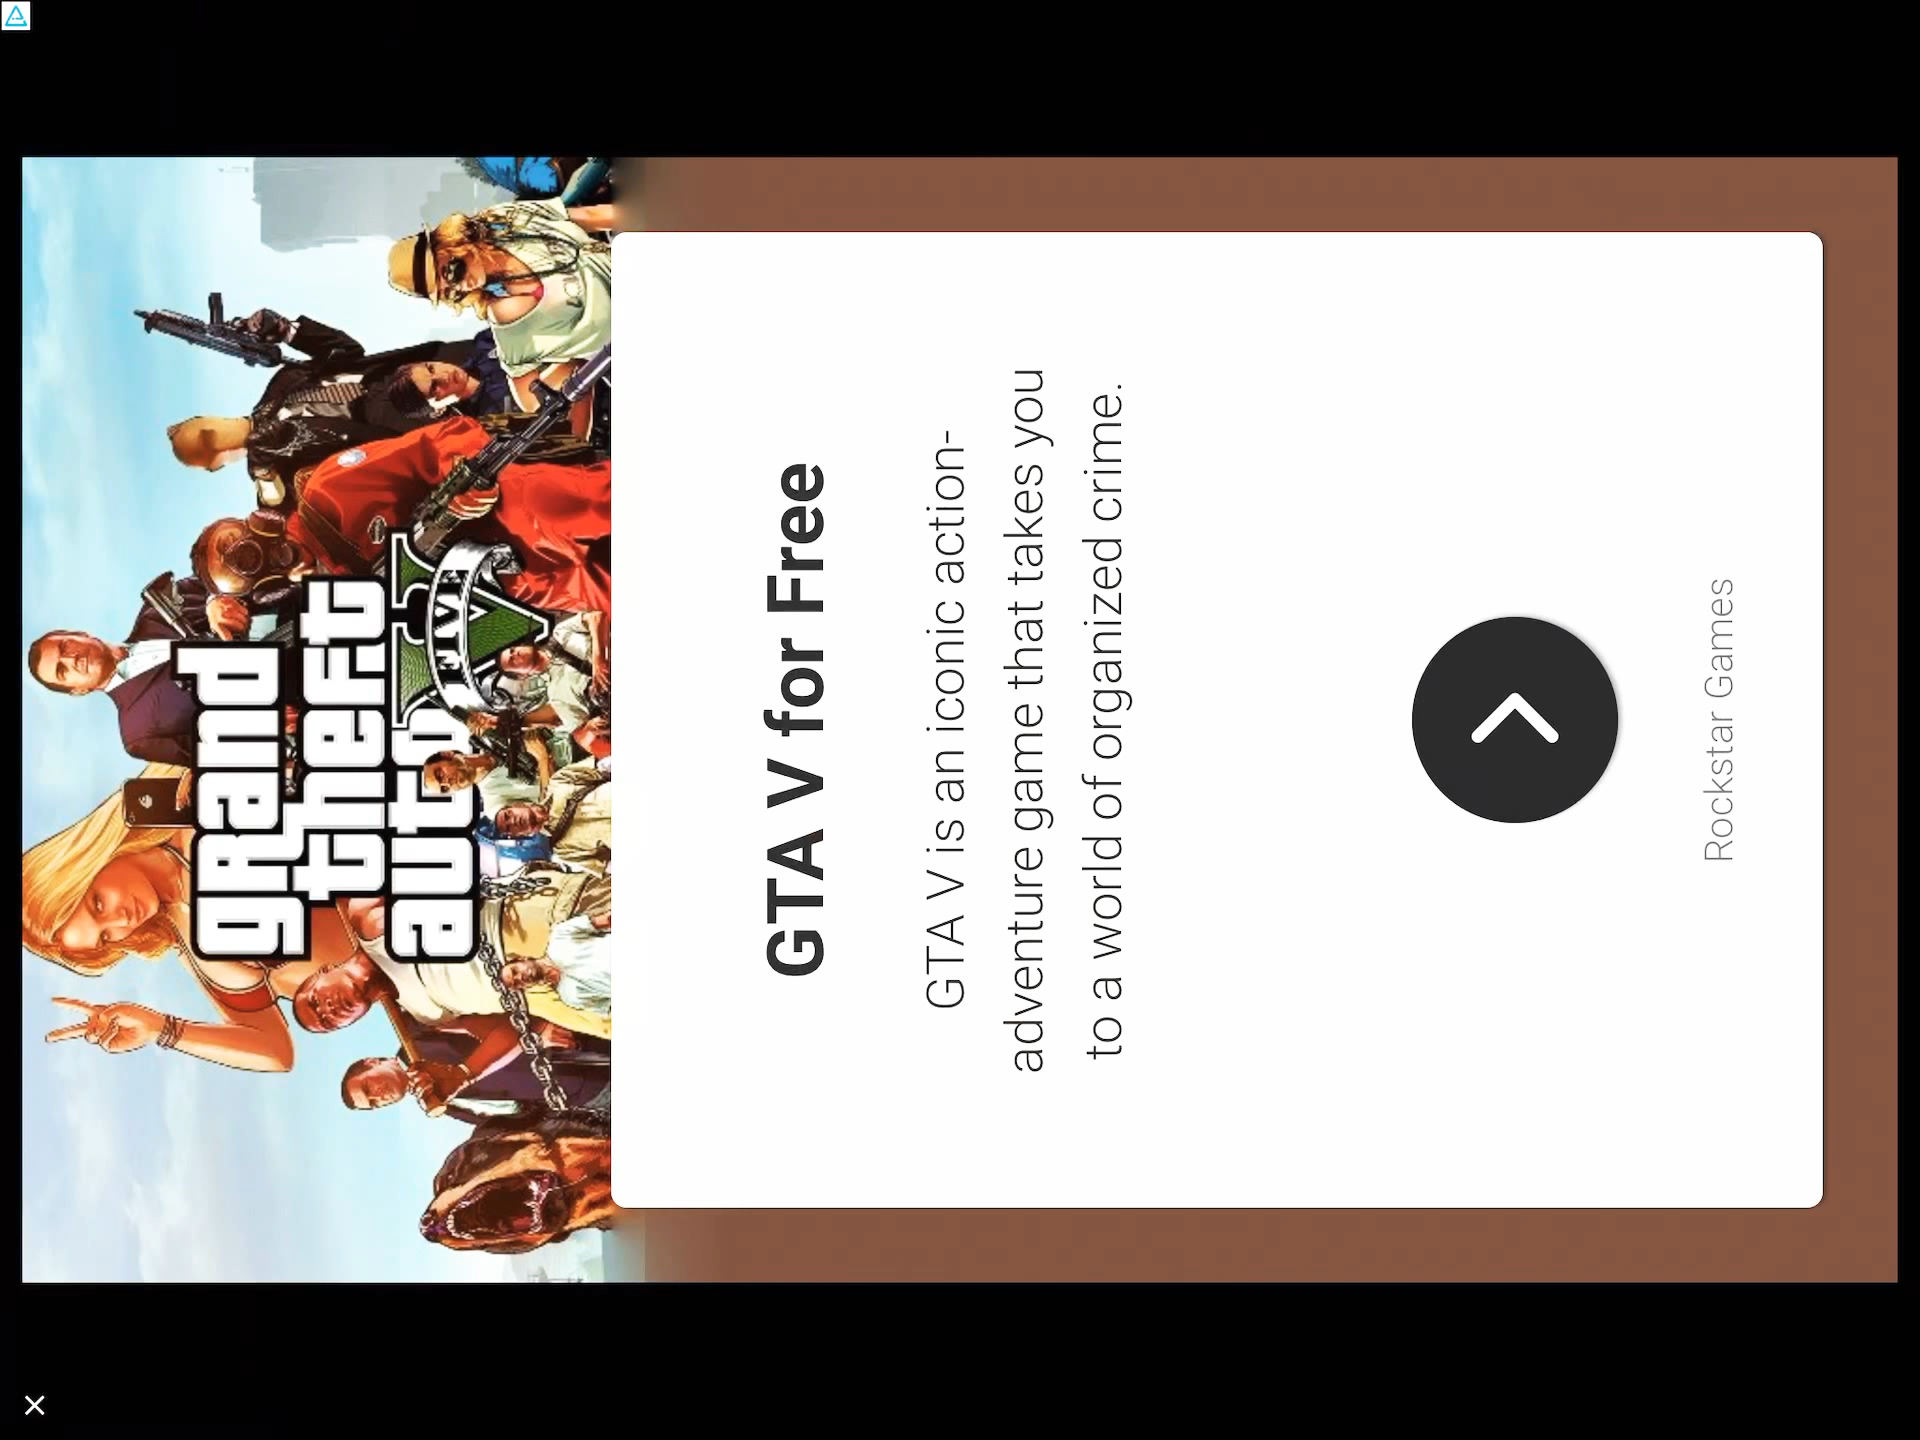 grand
theft
auto
V
FIVE
GTA V for Free
GTA V is an iconic action-
adventure game that takes you
to a world of organized crime.
Rockstar Games